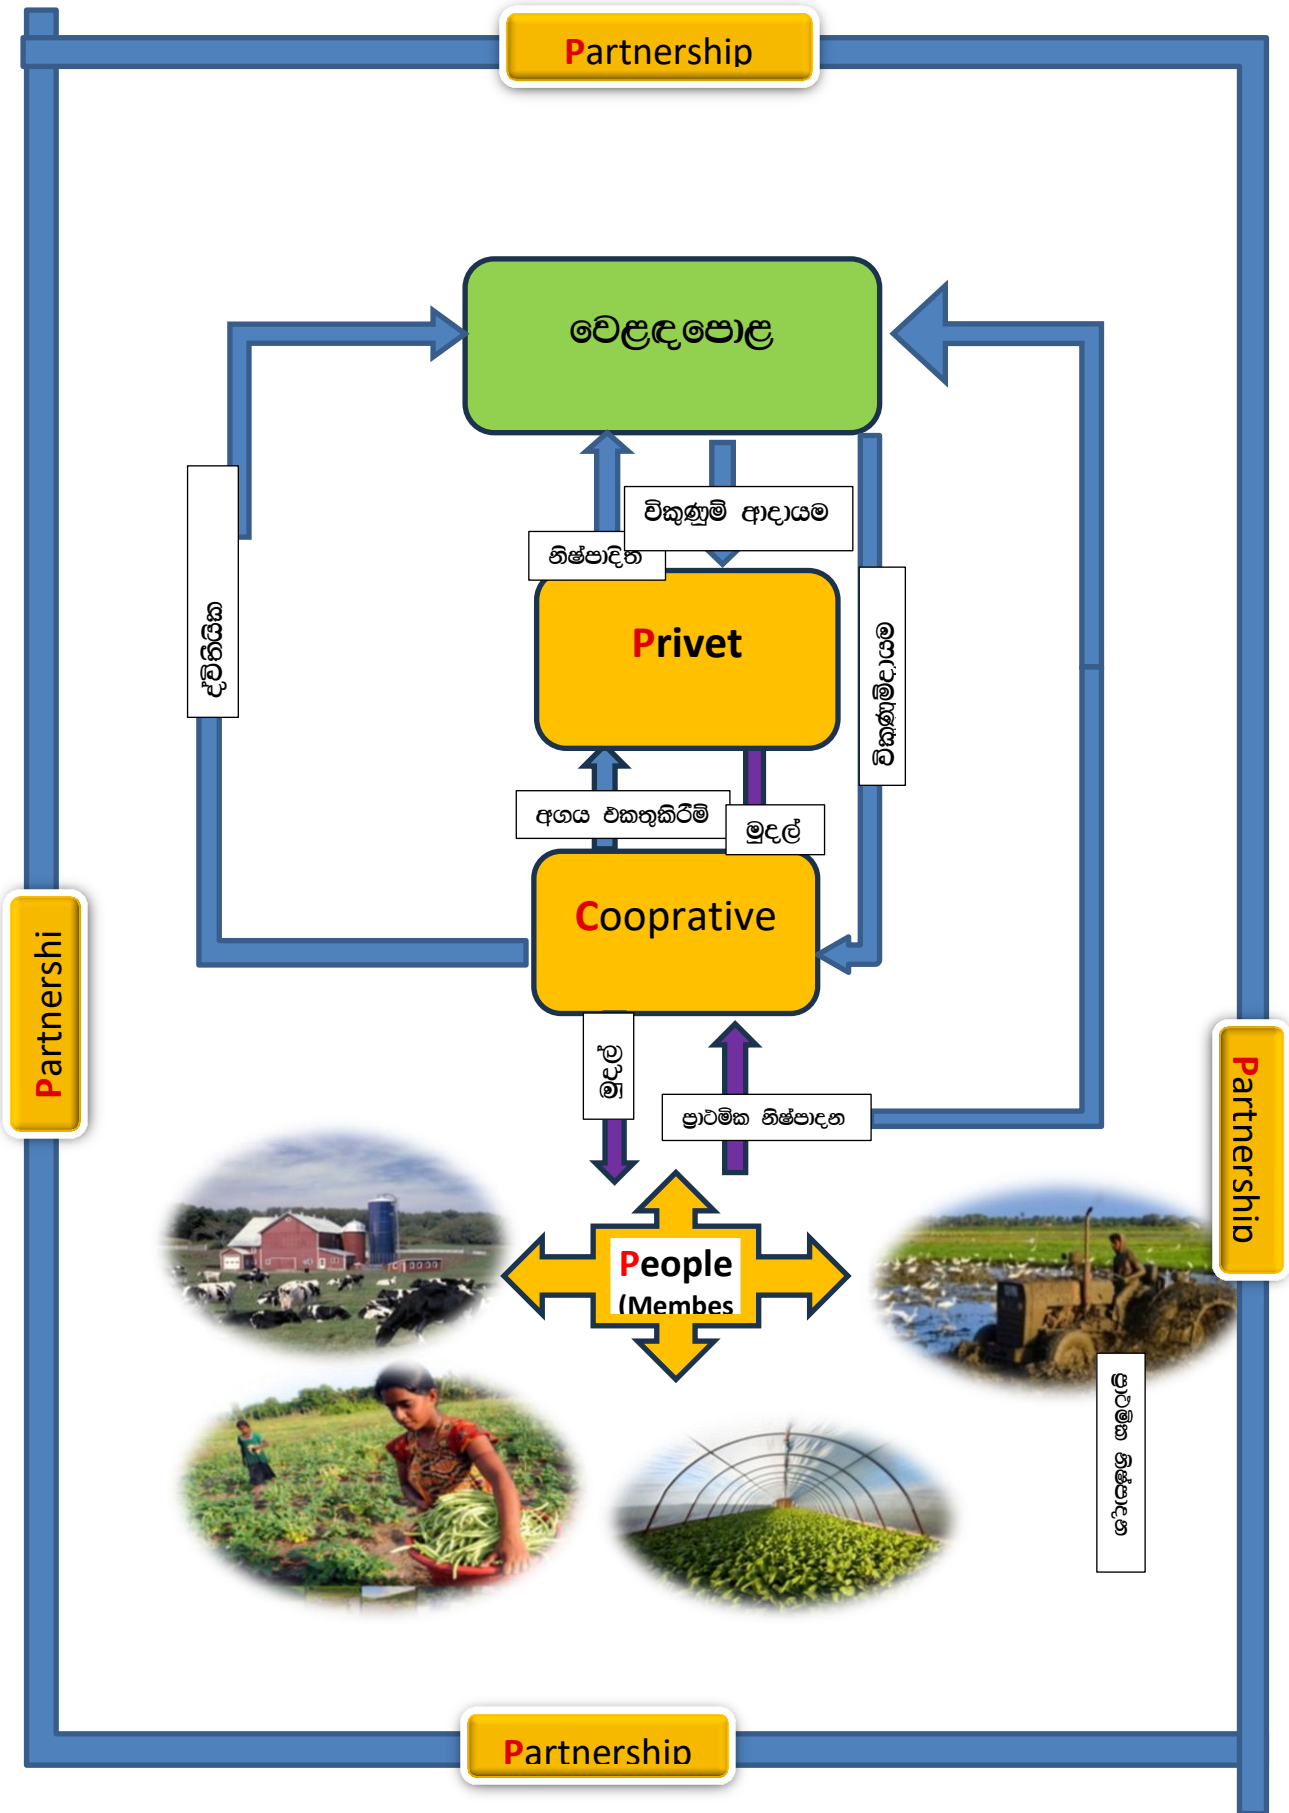 Partnership
වෙළඳපොළ
විකුණුම් ආදායම
නිෂ්පාදිත
Privet
ද්විතියික
විකුණුම්දායම
අගය එකතුකිරීම්
මුදල්
Cooprative
Partnershi
මුදල්
ප්‍රාථමික නිෂ්පාදන
Partnership
People
(Membes
ප්‍රාථමික නිෂ්පාදන
Partnership